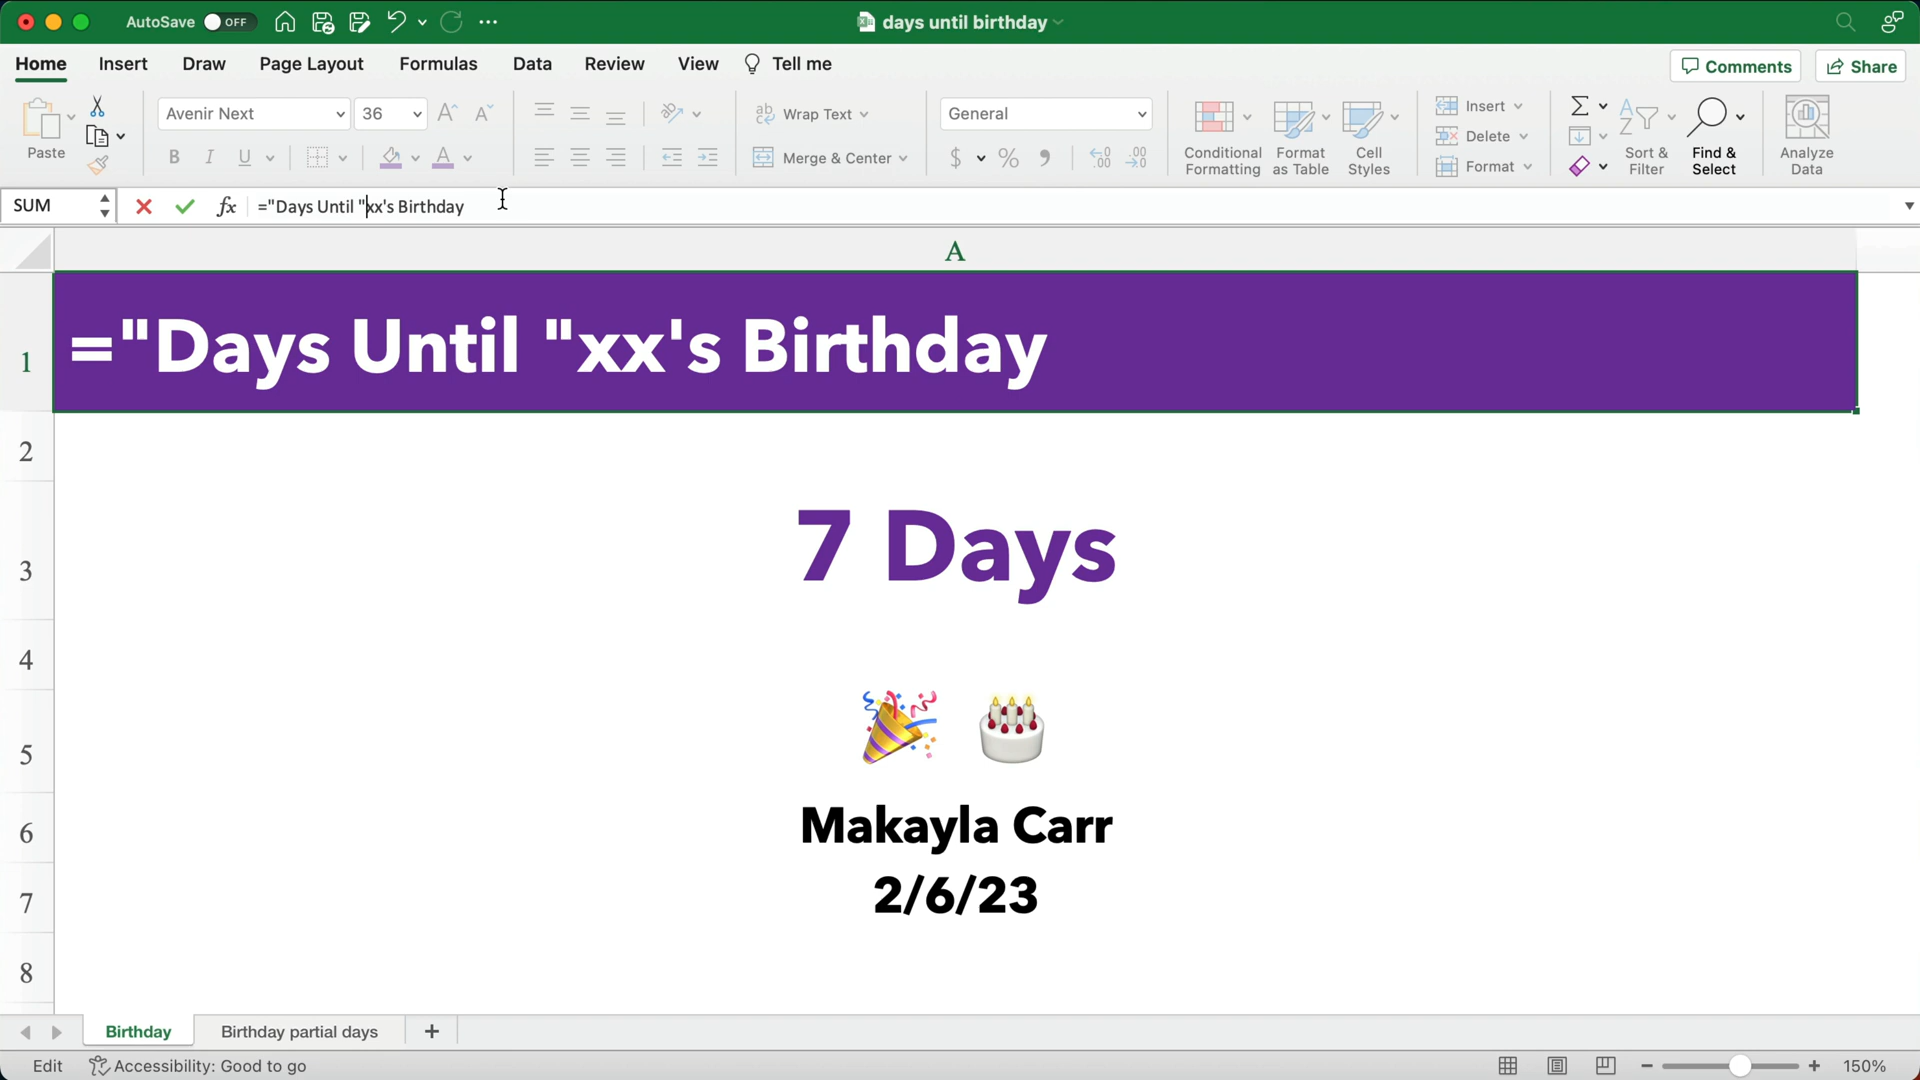 AutoSave OFF
days until birthday
Home Insert Draw Page Layout Formulas Data Review View Tell me
Comments Share
Paste
Avenir Next 36
B I U A
ab Wrap Text
Merge & Center
General
$ % 9
Conditional Formatting
Format as Table
Cell Styles
Insert
Delete
Format
Sort & Filter
Find & Select
Analyze Data
SUM fx ="Days Until "xx's Birthday
A
1 ="Days Until "xx's Birthday
2
3 7 Days
4
5
6 Makayla Carr
7 2/6/23
8
Birthday Birthday partial days +
Edit Accessibility: Good to go 150%